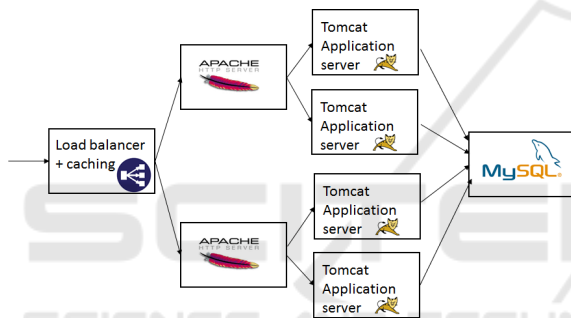 Load balancer
+ caching
APACHE
HTTP SERVER
APACHE
HTTP SERVER
Tomcat
Application
server
Tomcat
Application
server
Tomcat
Application
server
Tomcat
Application
server
MySQL